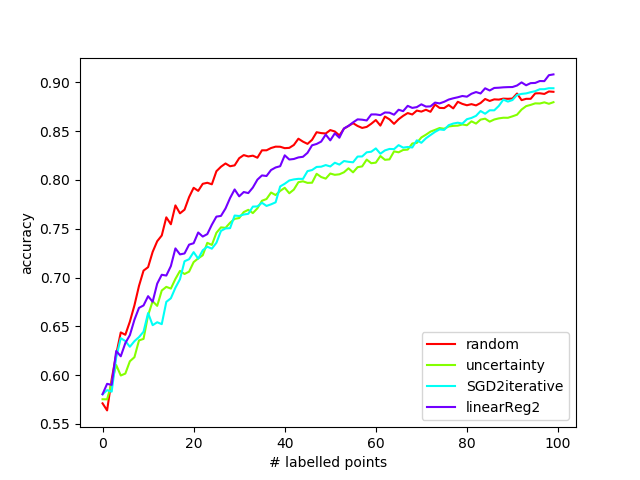 0.90
0.85
0.80
0.75
0.70
0.65
0.60
0.55
accuracy
0 20 40 60 80 100
# labelled points
random
uncertainty
SGD2iterative
linearReg2